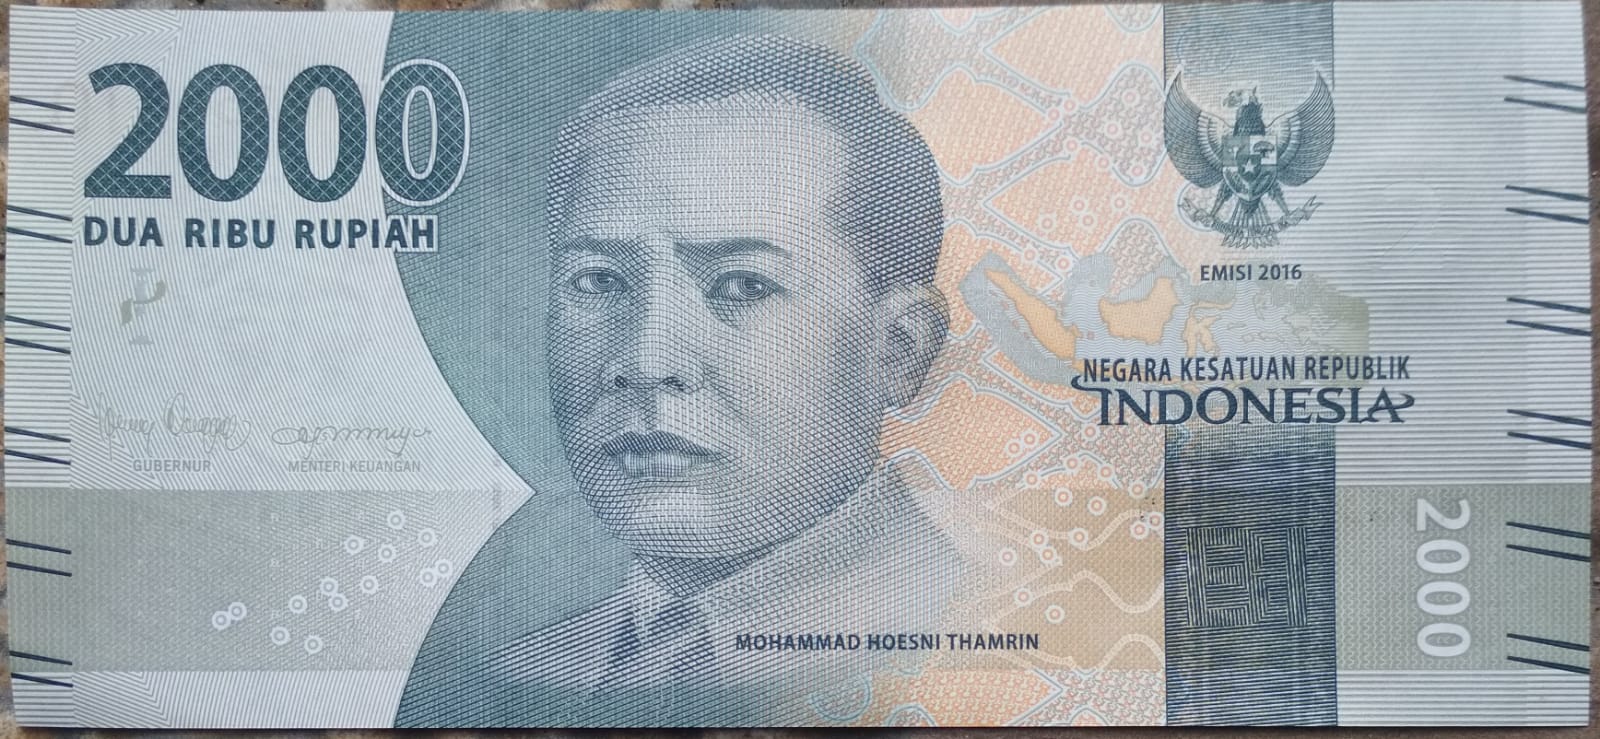 2000
DUA RIBU RUPIAH
GUBERNUR
MENTERI KEUANGAN
MOHAMMAD HOESNI THAMRIN
EMISI 2016
NEGARA KESATUAN REPUBLIK
INDONESIA
2000